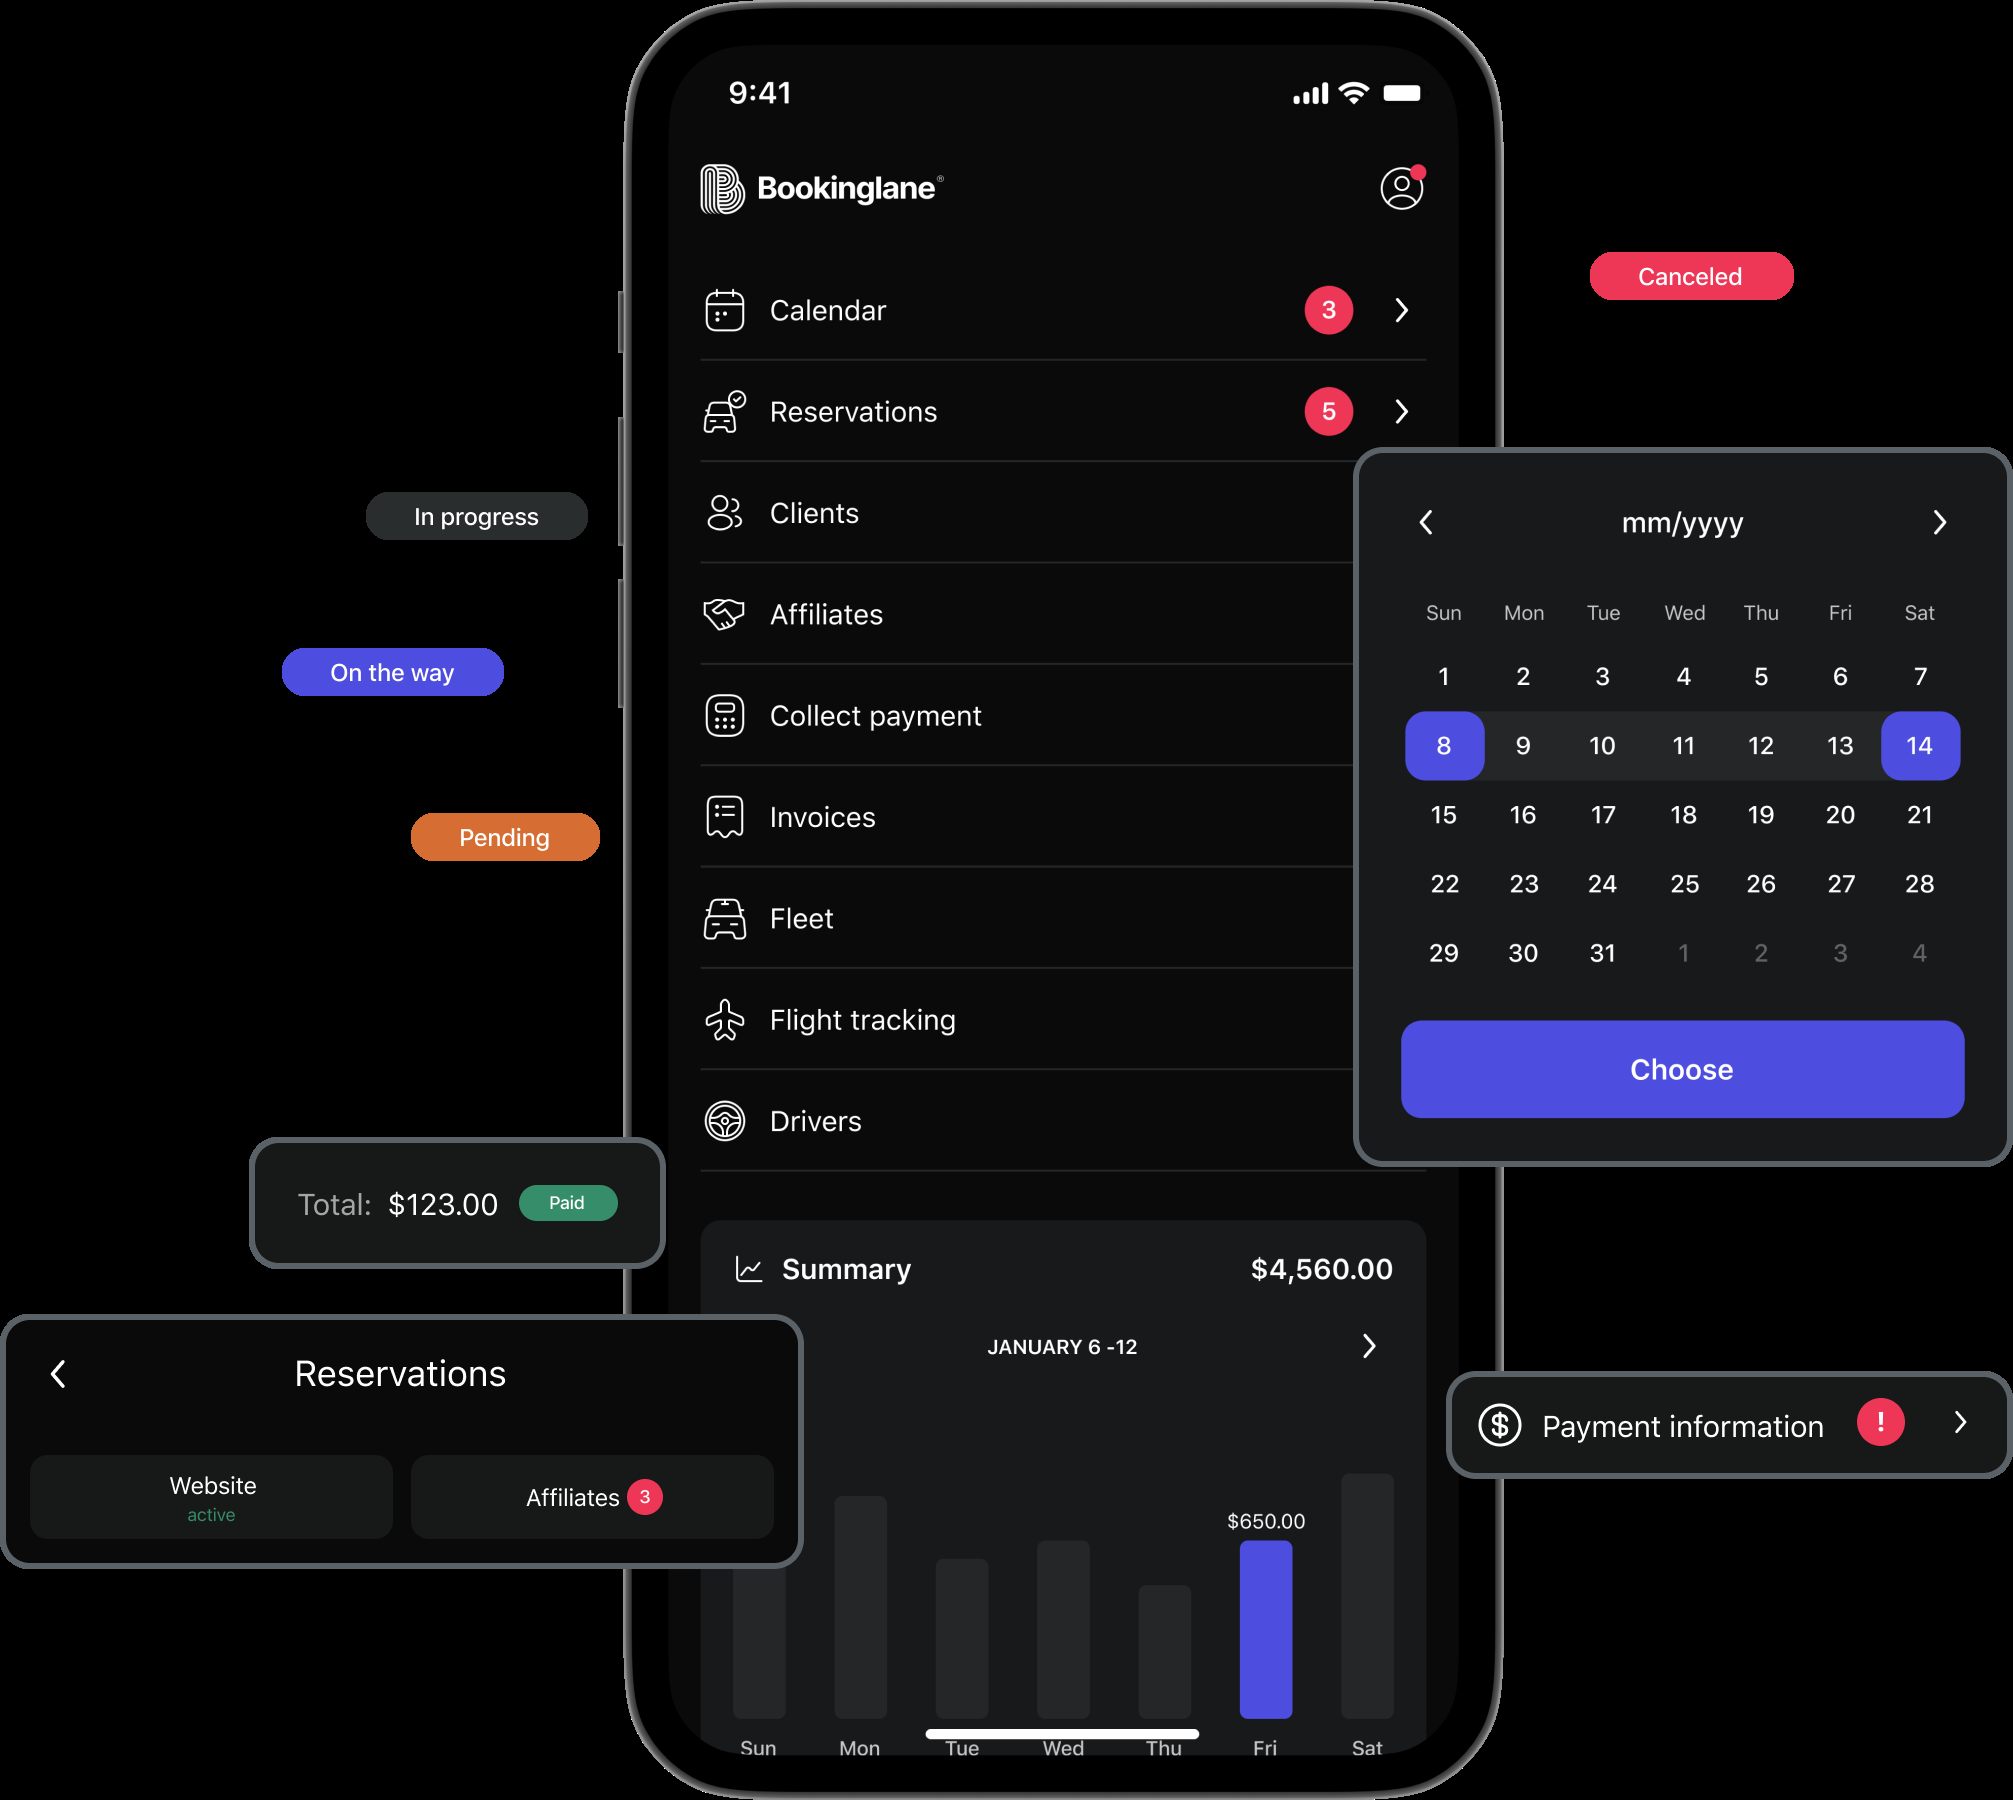 9:41
Bookinglane®
Calendar 3
Reservations 5
Clients
Affiliates
Collect payment
Invoices
Fleet
Flight tracking
Drivers
Summary $4,560.00
JANUARY 6 -12
$650.00
Sun Mon Tue Wed Thu Fri Sat
Canceled
In progress
On the way
Pending
mm/yyyy
Sun Mon Tue Wed Thu Fri Sat
1 2 3 4 5 6 7
8 9 10 11 12 13 14
15 16 17 18 19 20 21
22 23 24 25 26 27 28
29 30 31 1 2 3 4
Choose
Total: $123.00 Paid
Reservations
Website
active
Affiliates 3
$ Payment information !